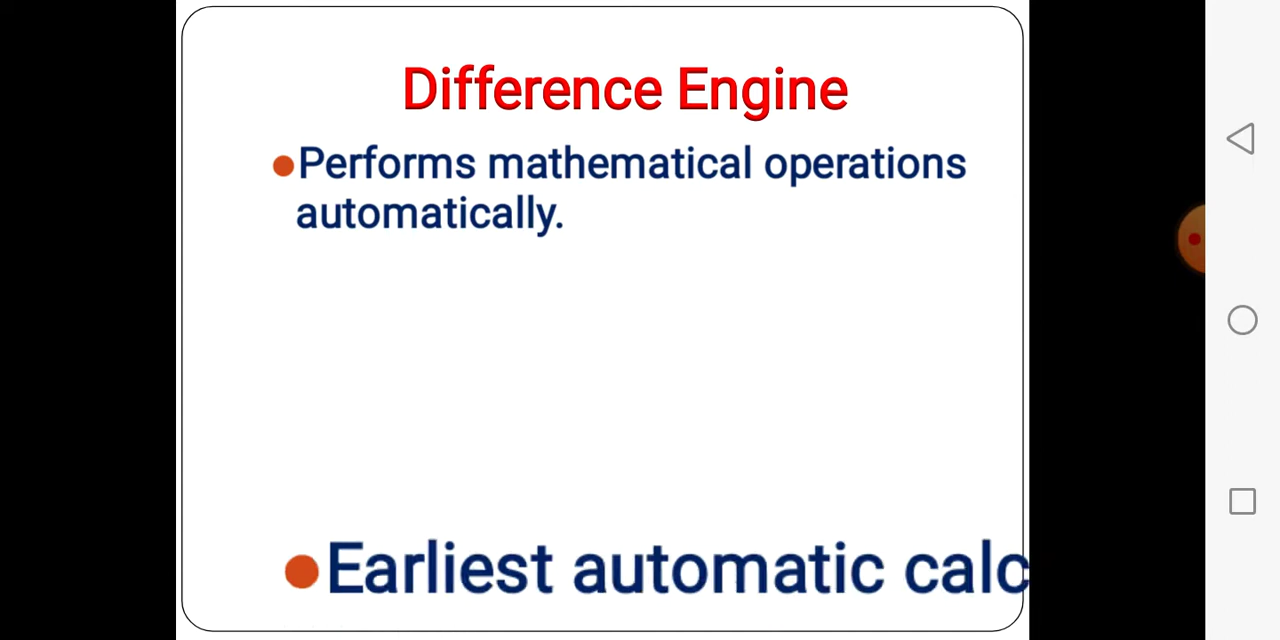 Difference Engine
●Performs mathematical operations
automatically.
●Earliest automatic calc